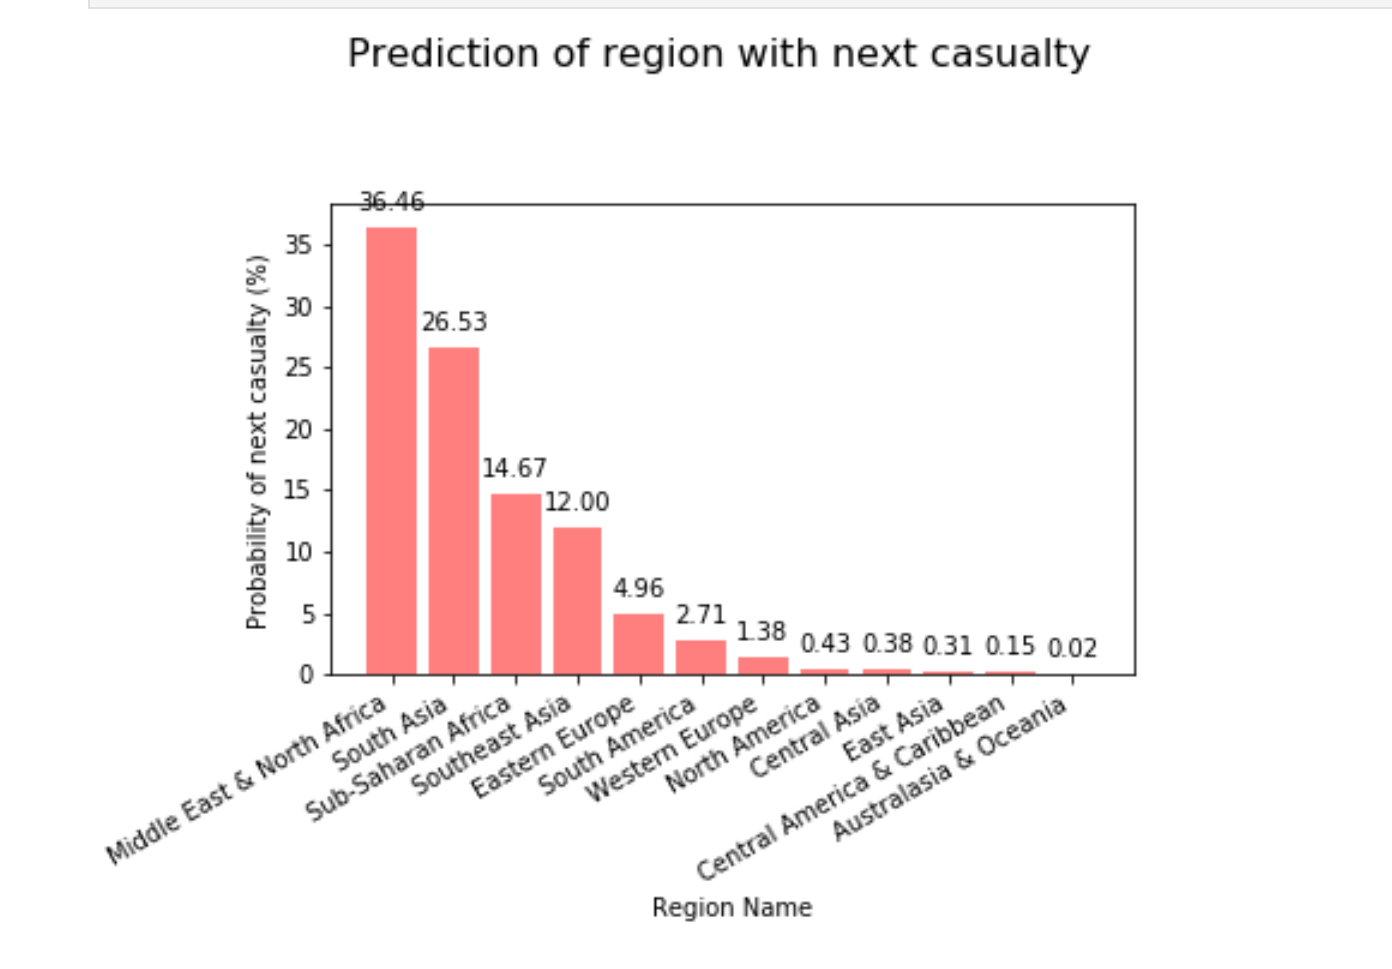 Prediction of region with next casualty
36.46
26.53
14.67
12.00
4.96
2.71
1.38
0.43
0.38
0.31
0.15
0.02
Probability of next casualty (%)
35
30
25
20
15
10
5
0
Middle East & North Africa
South Asia
Sub-Saharan Africa
Southeast Asia
Eastern Europe
South America
Western Europe
North America
Central Asia
East Asia
Central America & Caribbean
Australasia & Oceania
Region Name